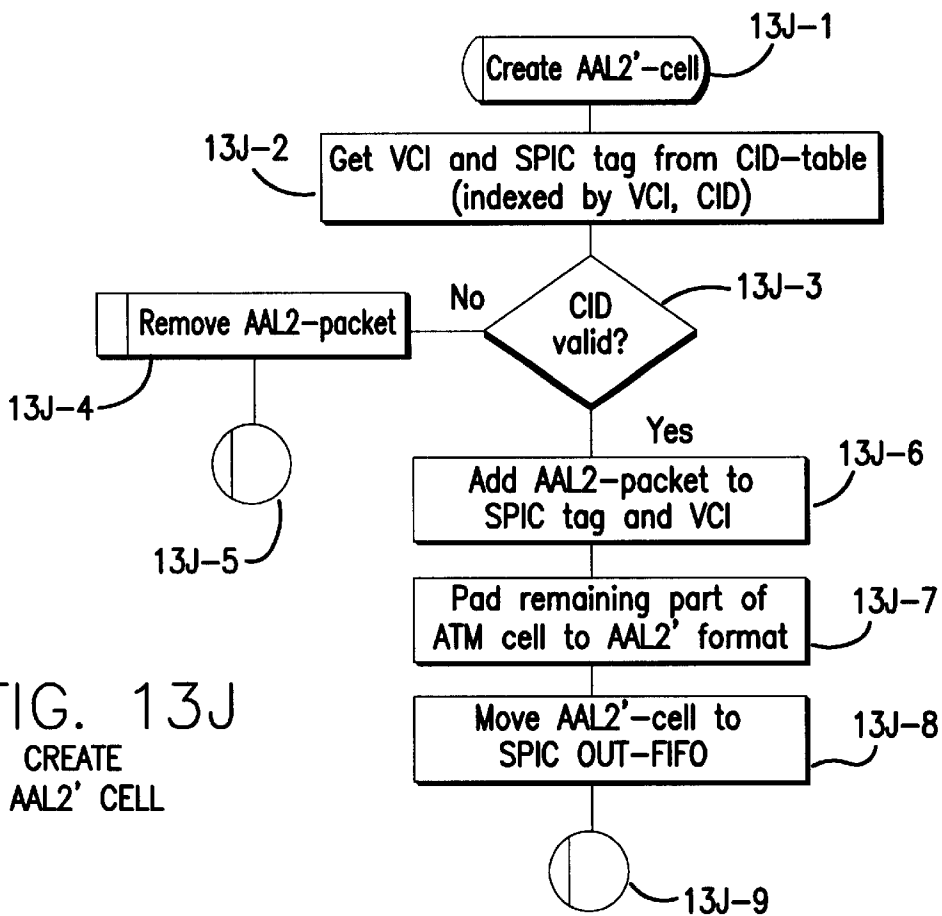 13J-1
Create AAL2'-cell
13J-2
Get VCI and SPIC tag from CID-table
(indexed by VCI, CID)
13J-3
No
CID
valid?
Remove AAL2-packet
13J-4
Yes
13J-5
13J-6
Add AAL2-packet to
SPIC tag and VCI
13J-7
Pad remaining part of
ATM cell to AAL2' format
13J-8
Move AAL2'-cell to
SPIC OUT-FIFO
FIG. 13J
CREATE
AAL2' CELL
13J-9